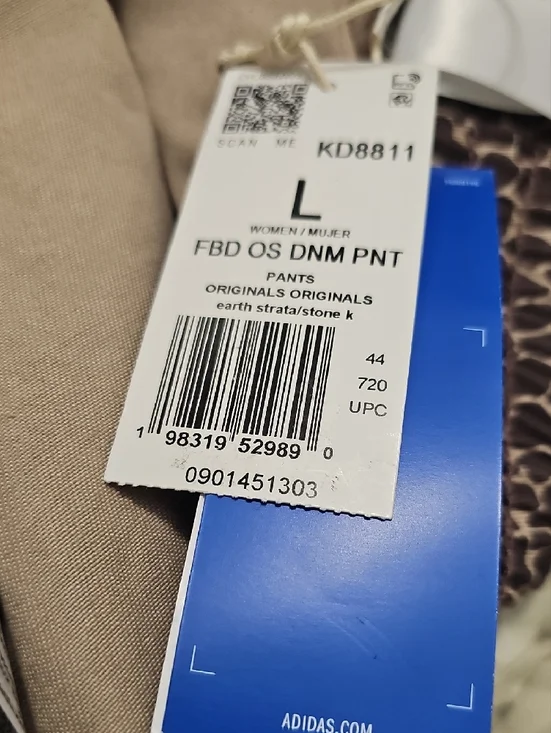 SCAN ME
KD8811
L
WOMEN / MUJER
FBD OS DNM PNT
PANTS
ORIGINALS ORIGINALS
earth strata/stone k
44
720
UPC
1 98319 52989 0
0901451303
ADIDAS.COM